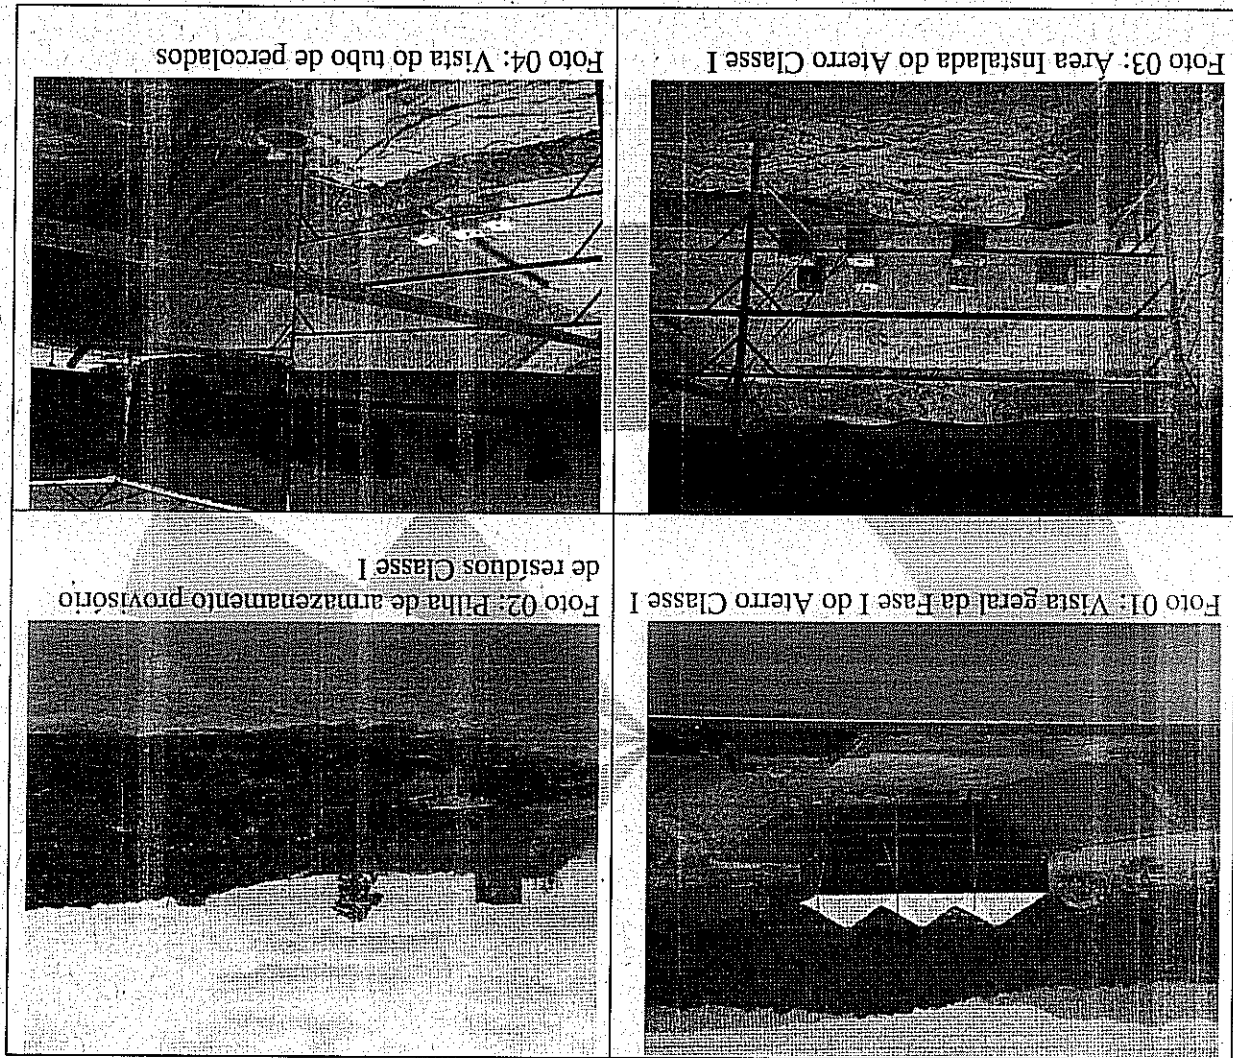 Foto 01: Vista geral da Fase I do Aterro Classe I
Foto 02: Pilha de armazenamento provisório
de resíduos Classe I
Foto 03: Área Instalada do Aterro Classe I
Foto 04: Vista do tubo de percolados